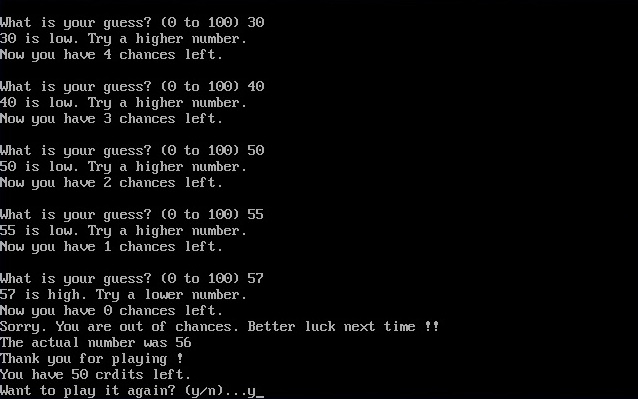 What is your guess? (0 to 100) 30
30 is low. Try a higher number.
Now you have 4 chances left.
What is your guess? (0 to 100) 40
40 is low. Try a higher number.
Now you have 3 chances left.
What is your guess? (0 to 100) 50
50 is low. Try a higher number.
Now you have 2 chances left.
What is your guess? (0 to 100) 55
55 is low. Try a higher number.
Now you have 1 chances left.
What is your guess? (0 to 100) 57
57 is high. Try a lower number.
Now you have 0 chances left.
Sorry. You are out of chances. Better luck next time !!
The actual number was 56
Thank you for playing !
You have 50 crdits left.
Want to play it again? (y/n)...y_